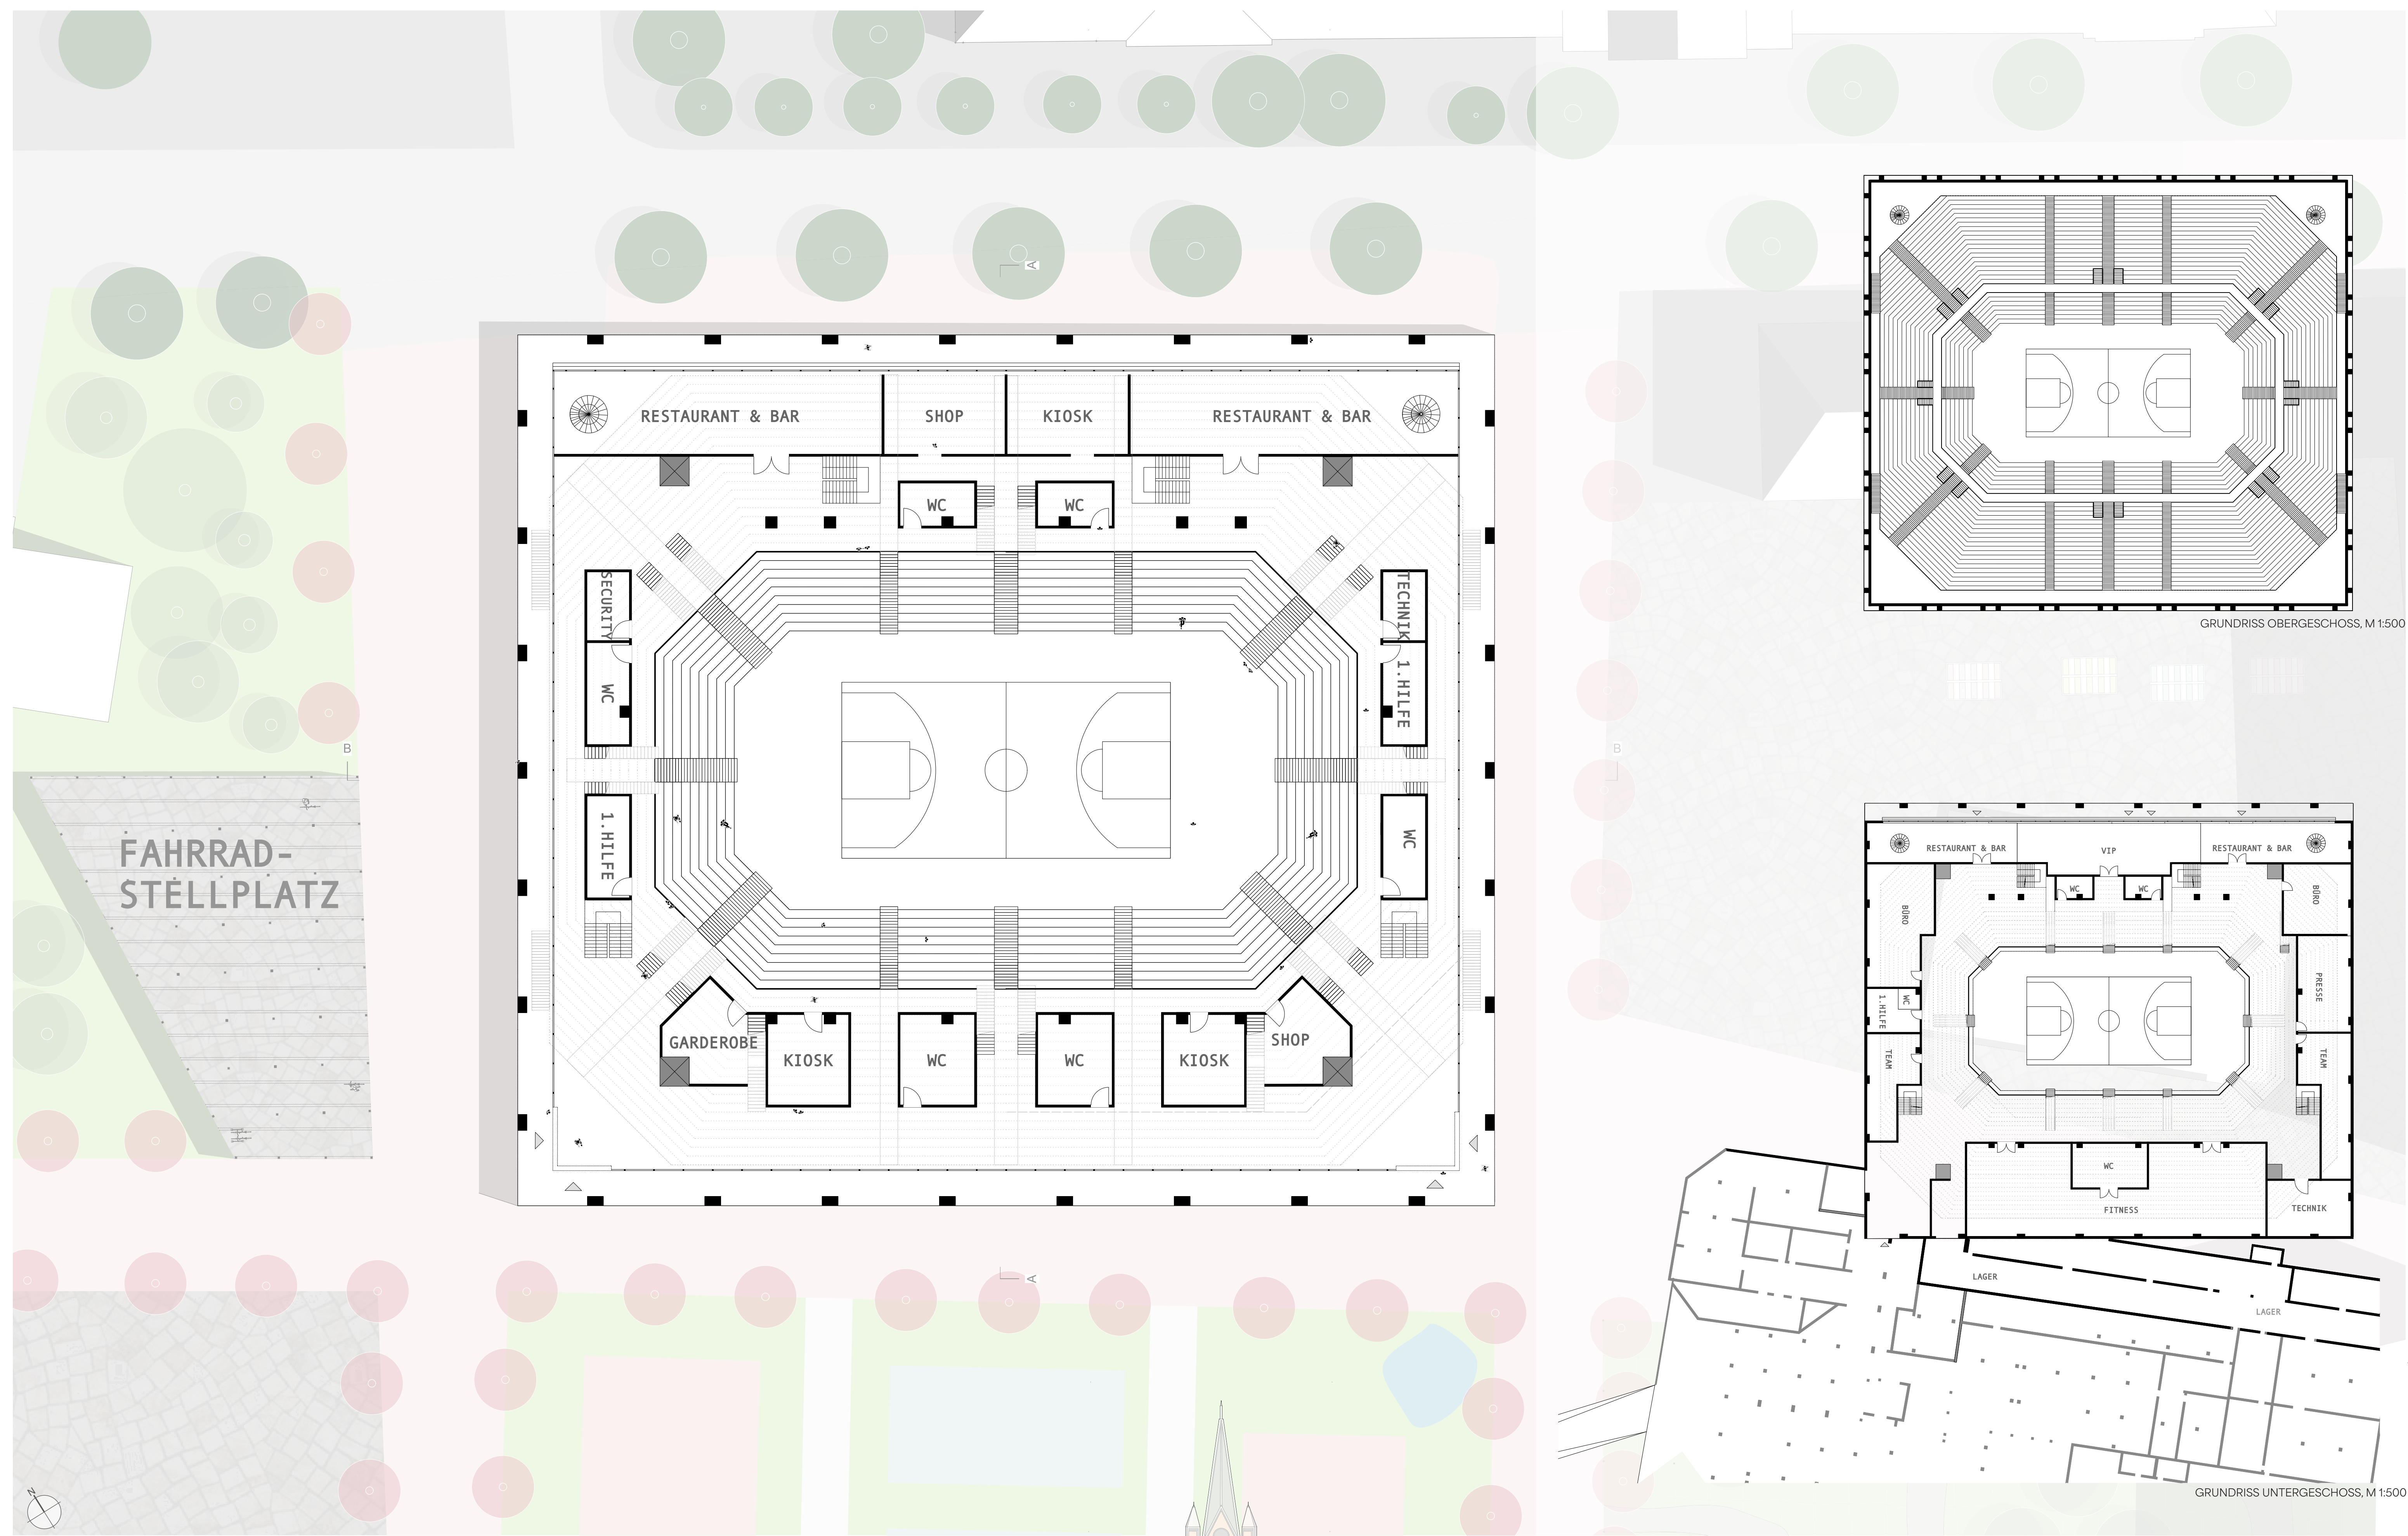 A
RESTAURANT & BAR
SHOP
KIOSK
RESTAURANT & BAR
WC
WC
SECURITY
TECHNIK
WC
1.HILFE
B
B
1.HILFE
WC
FAHRRAD-
STELLPLATZ
GARDEROBE
KIOSK
WC
WC
KIOSK
SHOP
A
N
GRUNDRISS OBERGESCHOSS, M 1:500
RESTAURANT & BAR
VIP
RESTAURANT & BAR
WC
WC
BÜRO
BÜRO
PRESSE
1.HILFE
WC
TEAM
TEAM
WC
FITNESS
TECHNIK
LAGER
LAGER
GRUNDRISS UNTERGESCHOSS, M 1:500